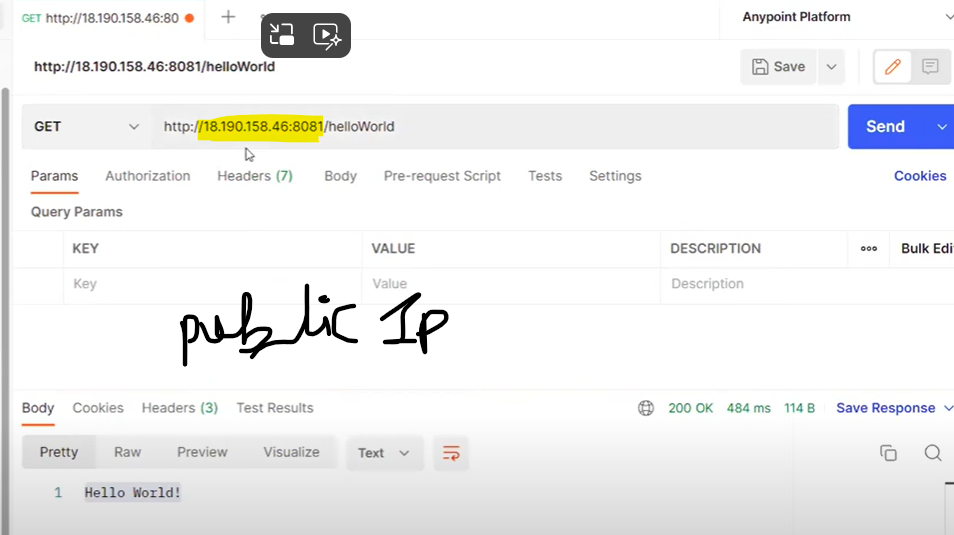 GET http://18.190.158.46:80
Anypoint Platform
http://18.190.158.46:8081/helloWorld
Save
GET http://18.190.158.46:8081/helloWorld Send
Params Authorization Headers (7) Body Pre-request Script Tests Settings Cookies
Query Params
KEY VALUE DESCRIPTION Bulk Edi
Key Value Description
public Ip
Body Cookies Headers (3) Test Results 200 OK 484 ms 114 B Save Response
Pretty Raw Preview Visualize Text
1 Hello World!